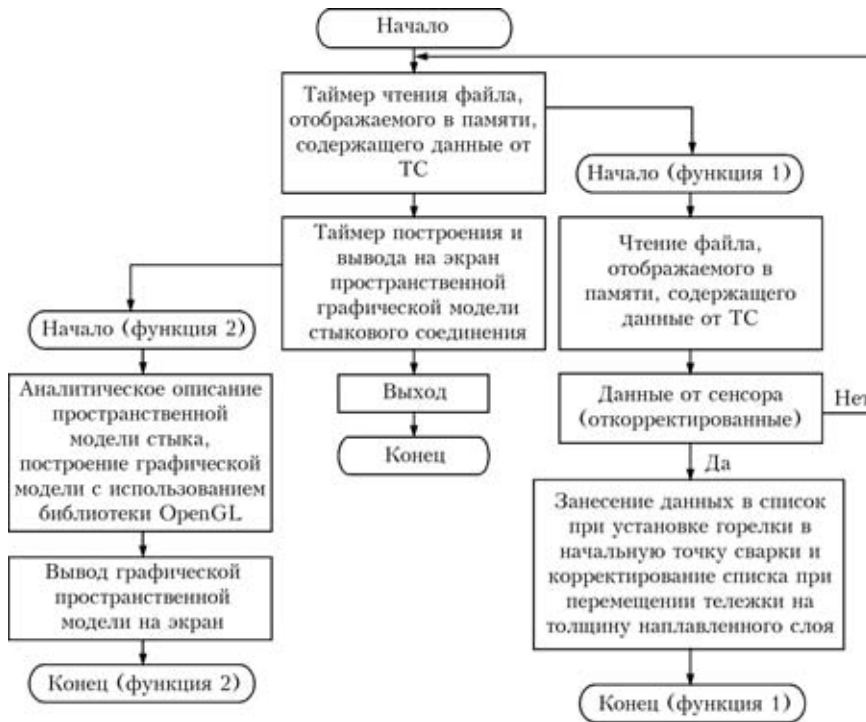 Начало
Таймер чтения файла,
отображаемого в памяти,
содержащего данные от
ТС
Таймер построения и
вывода на экран
пространственной
графической модели
стыкового соединения
Выход
Конец
Начало (функция 2)
Аналитическое описание
пространственной
модели стыка,
построение графической
модели с использованием
библиотеки OpenGL
Вывод графической
пространственной
модели на экран
Конец (функция 2)
Начало (функция 1)
Чтение файла,
отображаемого в
памяти, содержащего
данные от ТС
Данные от сенсора
(откорректированные)
Нет
Да
Занесение данных в список
при установке горелки в
начальную точку сварки и
корректирование списка при
перемещении тележки на
толщину наплавленного слоя
Конец (функция 1)